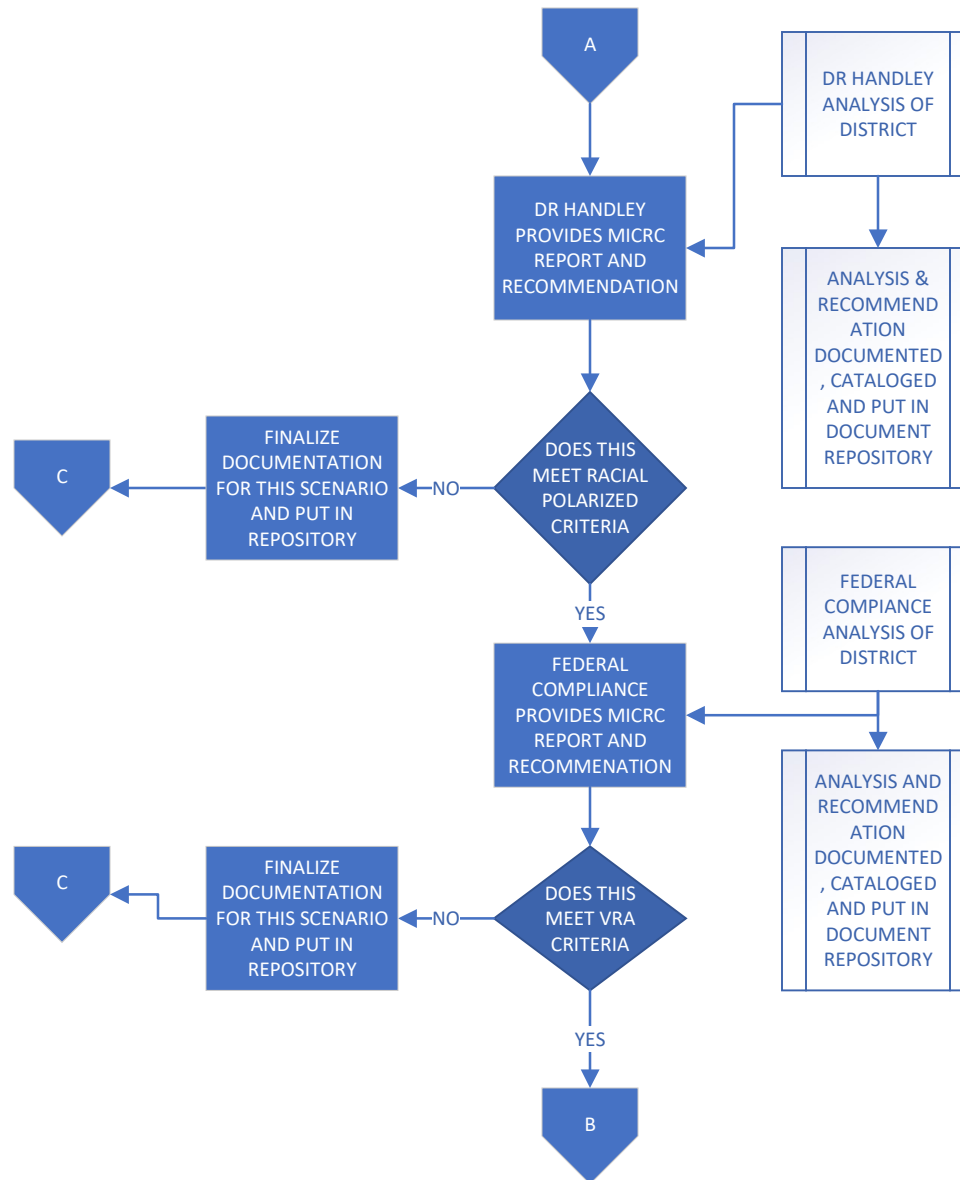 A
DR HANDLEY
ANALYSIS OF
DISTRICT
DR HANDLEY
PROVIDES MICRC
REPORT AND
RECOMMENDATION
ANALYSIS &
RECOMMEND
ATION
DOCUMENTED
, CATALOGED
AND PUT IN
DOCUMENT
REPOSITORY
DOES THIS
MEET RACIAL
POLARIZED
CRITERIA
NO
FINALIZE
DOCUMENTATION
FOR THIS SCENARIO
AND PUT IN
REPOSITORY
C
YES
FEDERAL
COMPIANCE
ANALYSIS OF
DISTRICT
FEDERAL
COMPLIANCE
PROVIDES MICRC
REPORT AND
RECOMMENATION
ANALYSIS AND
RECOMMEND
ATION
DOCUMENTED
, CATALOGED
AND PUT IN
DOCUMENT
REPOSITORY
DOES THIS
MEET VRA
CRITERIA
NO
FINALIZE
DOCUMENTATION
FOR THIS SCENARIO
AND PUT IN
REPOSITORY
C
YES
B